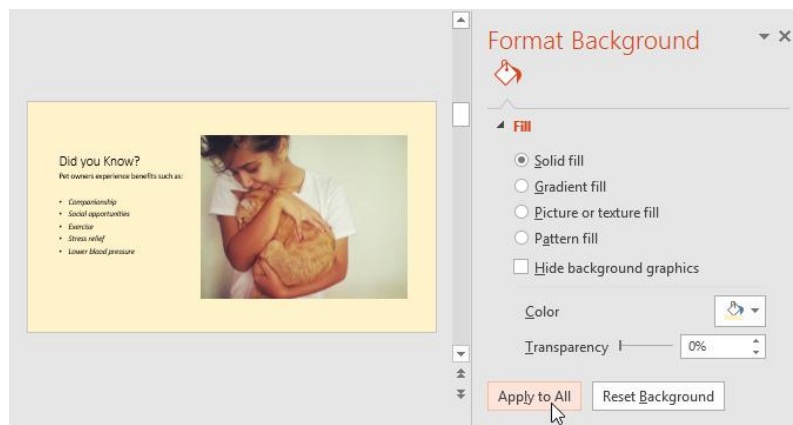 Format Background
Fill
Solid fill
Gradient fill
Picture or texture fill
Pattern fill
Hide background graphics
Color
Transparency
0%
Apply to All
Reset Background
Did you Know?
Pet owners experience benefits such as:
• Companionship
• Social opportunities
• Exercise
• Stress relief
• Lower blood pressure